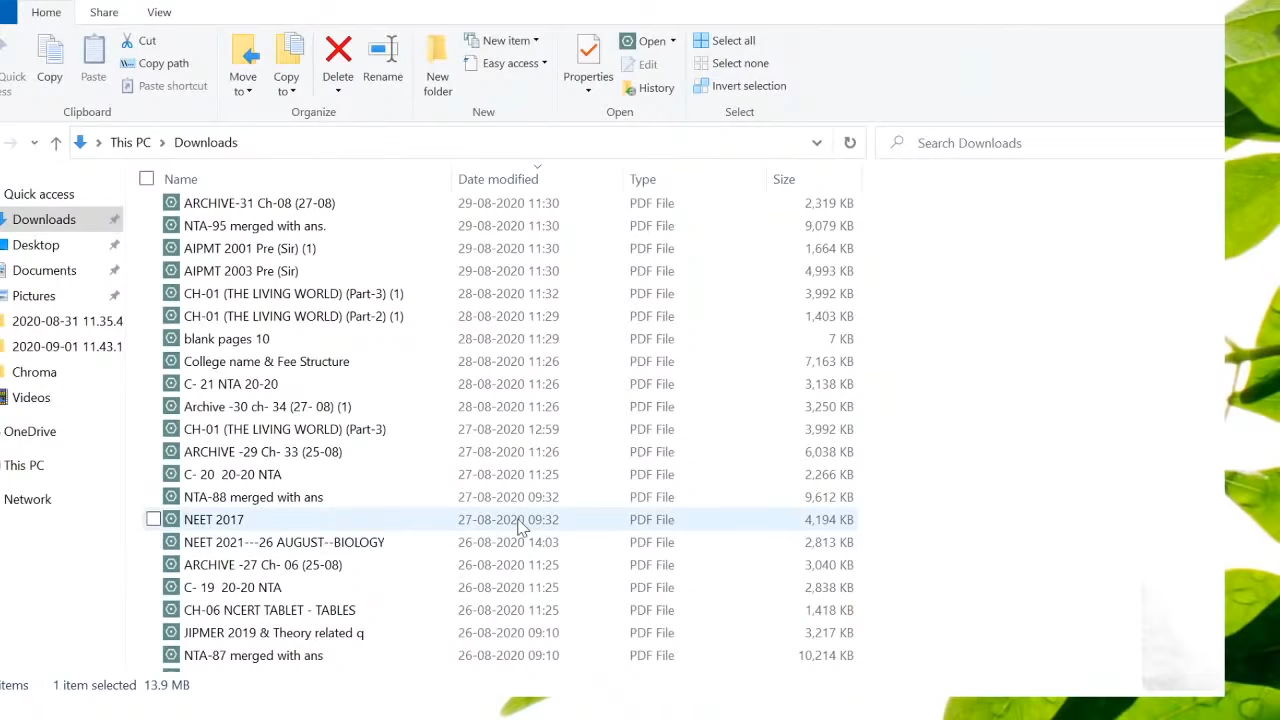 Home Share View
Cut
Copy path
Paste shortcut
Quick access
Copy
Paste
Move to
Copy to
Delete
Rename
New folder
New item
Easy access
Properties
Open
Edit
History
Select all
Select none
Invert selection
Clipboard Organize New Open Select
This PC Downloads
Search Downloads
Name Date modified Type Size
Quick access
Downloads
Desktop
Documents
Pictures
2020-08-31 11.35.4
2020-09-01 11.43.1
Chroma
Videos
OneDrive
This PC
Network
ARCHIVE-31 Ch-08 (27-08) 29-08-2020 11:30 PDF File 2,319 KB
NTA-95 merged with ans. 29-08-2020 11:30 PDF File 9,079 KB
AIPMT 2001 Pre (Sir) (1) 29-08-2020 11:30 PDF File 1,664 KB
AIPMT 2003 Pre (Sir) 29-08-2020 11:30 PDF File 4,993 KB
CH-01 (THE LIVING WORLD) (Part-3) (1) 28-08-2020 11:32 PDF File 3,992 KB
CH-01 (THE LIVING WORLD) (Part-2) (1) 28-08-2020 11:29 PDF File 1,403 KB
blank pages 10 28-08-2020 11:29 PDF File 7 KB
College name & Fee Structure 28-08-2020 11:26 PDF File 7,163 KB
C- 21 NTA 20-20 28-08-2020 11:26 PDF File 3,138 KB
Archive -30 ch- 34 (27- 08) (1) 28-08-2020 11:26 PDF File 3,250 KB
CH-01 (THE LIVING WORLD) (Part-3) 27-08-2020 12:59 PDF File 3,992 KB
ARCHIVE -29 Ch- 33 (25-08) 27-08-2020 11:26 PDF File 6,038 KB
C- 20 20-20 NTA 27-08-2020 11:25 PDF File 2,266 KB
NTA-88 merged with ans 27-08-2020 09:32 PDF File 9,612 KB
NEET 2017 27-08-2020 09:32 PDF File 4,194 KB
NEET 2021---26 AUGUST--BIOLOGY 26-08-2020 14:03 PDF File 2,813 KB
ARCHIVE -27 Ch- 06 (25-08) 26-08-2020 11:25 PDF File 3,040 KB
C- 19 20-20 NTA 26-08-2020 11:25 PDF File 2,838 KB
CH-06 NCERT TABLET - TABLES 26-08-2020 11:25 PDF File 1,418 KB
JIPMER 2019 & Theory related q 26-08-2020 09:10 PDF File 3,217 KB
NTA-87 merged with ans 26-08-2020 09:10 PDF File 10,214 KB
items 1 item selected 13.9 MB